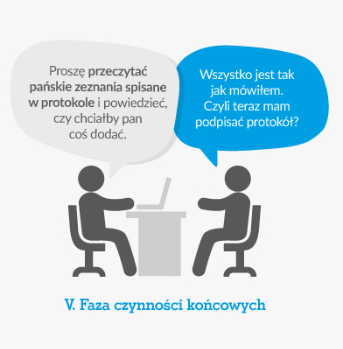 Proszę przeczytać
pańskie zeznania spisane
w protokole i powiedzieć,
czy chciałby pan
coś dodać.
Wszystko jest tak
jak mówiłem.
Czyli teraz mam
podpisać protokół?
V. Faza czynności końcowych